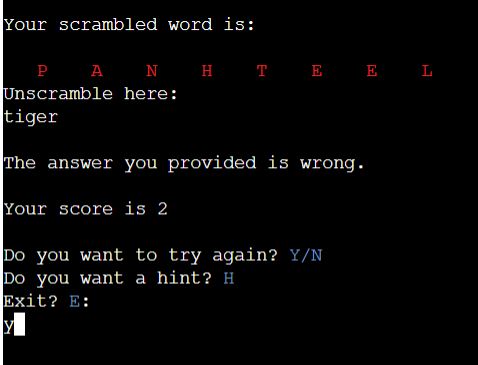 Your scrambled word is:
P A N H T E E L
Unscramble here:
tiger
The answer you provided is wrong.
Your score is 2
Do you want to try again? Y/N
Do you want a hint? H
Exit? E:
y